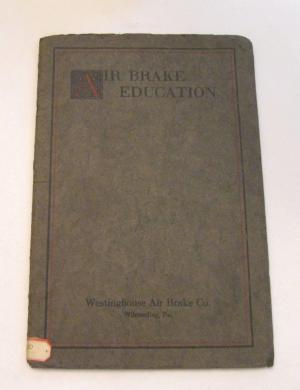 AIR BRAKE
EDUCATION
Westinghouse Air Brake Co.
Wilmerding, Pa.